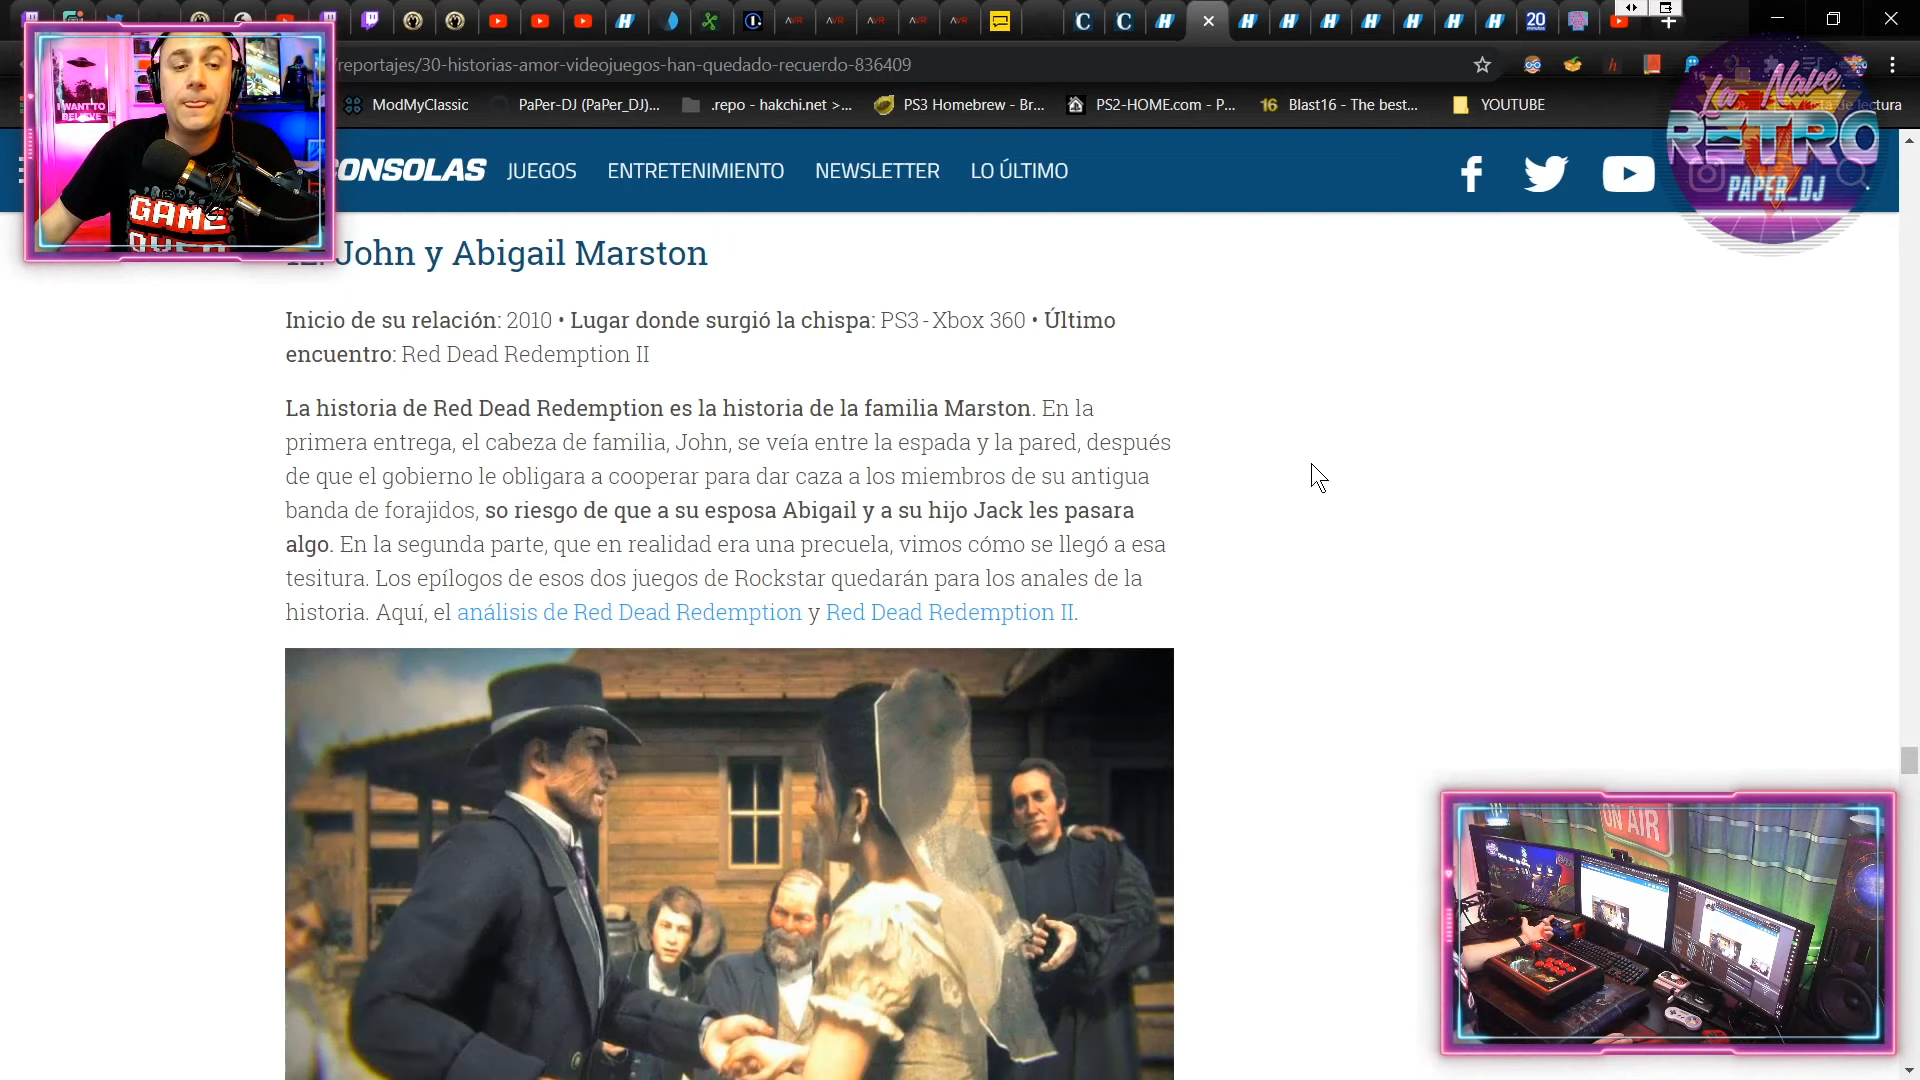 /reportajes/30-historias-amor-videojuegos-han-quedado-recuerdo-836409
ModMyClassic
PaPer-DJ (PaPer_DJ)...
.repo - hakchi.net >...
PS3 Homebrew - Br...
PS2-HOME.com - P...
16 Blast16 - The best...
YOUTUBE
de lectura
La Nave
RETRO
PAPER_DJ
I WANT TO
BELIEVE
GAME
OVER
ONSOLAS
JUEGOS
ENTRETENIMIENTO
NEWSLETTER
LO ÚLTIMO
John y Abigail Marston
Inicio de su relación: 2010 • Lugar donde surgió la chispa: PS3 - Xbox 360 • Último
encuentro: Red Dead Redemption II
La historia de Red Dead Redemption es la historia de la familia Marston. En la
primera entrega, el cabeza de familia, John, se veía entre la espada y la pared, después
de que el gobierno le obligara a cooperar para dar caza a los miembros de su antigua
banda de forajidos, so riesgo de que a su esposa Abigail y a su hijo Jack les pasara
algo. En la segunda parte, que en realidad era una precuela, vimos cómo se llegó a esa
tesitura. Los epílogos de esos dos juegos de Rockstar quedarán para los anales de la
historia. Aquí, el análisis de Red Dead Redemption y Red Dead Redemption II.
ON AIR